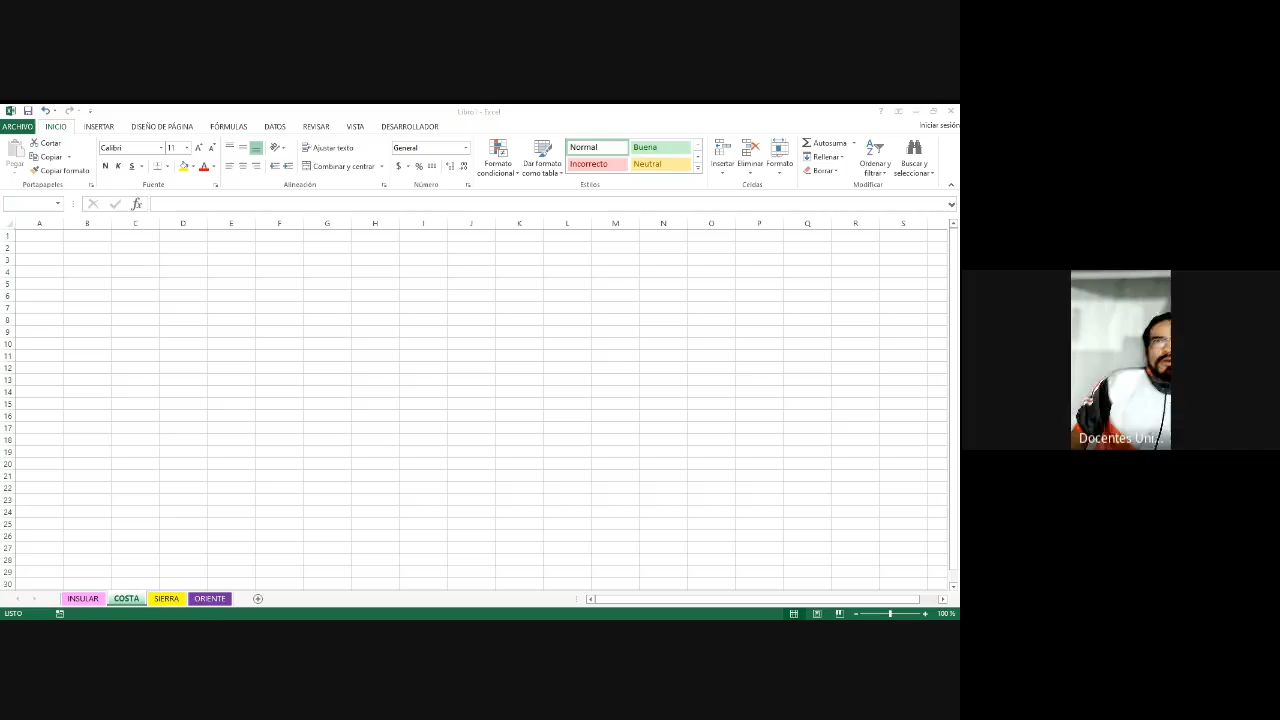 Libro1 - Excel
ARCHIVO INICIO INSERTAR DISEÑO DE PÁGINA FÓRMULAS DATOS REVISAR VISTA DESARROLLADOR Iniciar sesión
Pegar
Cortar
Copiar
Copiar formato
Portapapeles
Calibri 11
N K S
Fuente
Ajustar texto
Combinar y centrar
Alineación
General
$ % 000
Número
Formato condicional
Dar formato como tabla
Normal Buena
Incorrecto Neutral
Estilos
Insertar Eliminar Formato
Celdas
Autosuma
Rellenar
Borrar
Ordenary filtrar
Buscary seleccionar
Modificar
fx
A B C D E F G H I J K L M N O P Q R S
1
2
3
4
5
6
7
8
9
10
11
12
13
14
15
16
17
18
19
20
21
22
23
24
25
26
27
28
29
30
INSULAR COSTA SIERRA ORIENTE
LISTO 100 %
Docentes Uni...